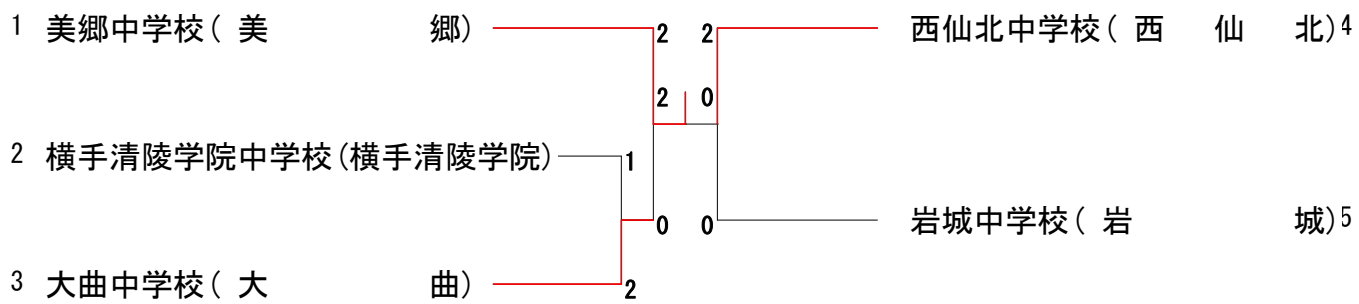 1 美郷中学校( 美 郷) 2 2 西仙北中学校( 西 仙 北)4
2 0
2 横手清陵学院中学校(横手清陵学院) 1
0 0 岩城中学校( 岩 城)5
3 大曲中学校( 大 曲) 2